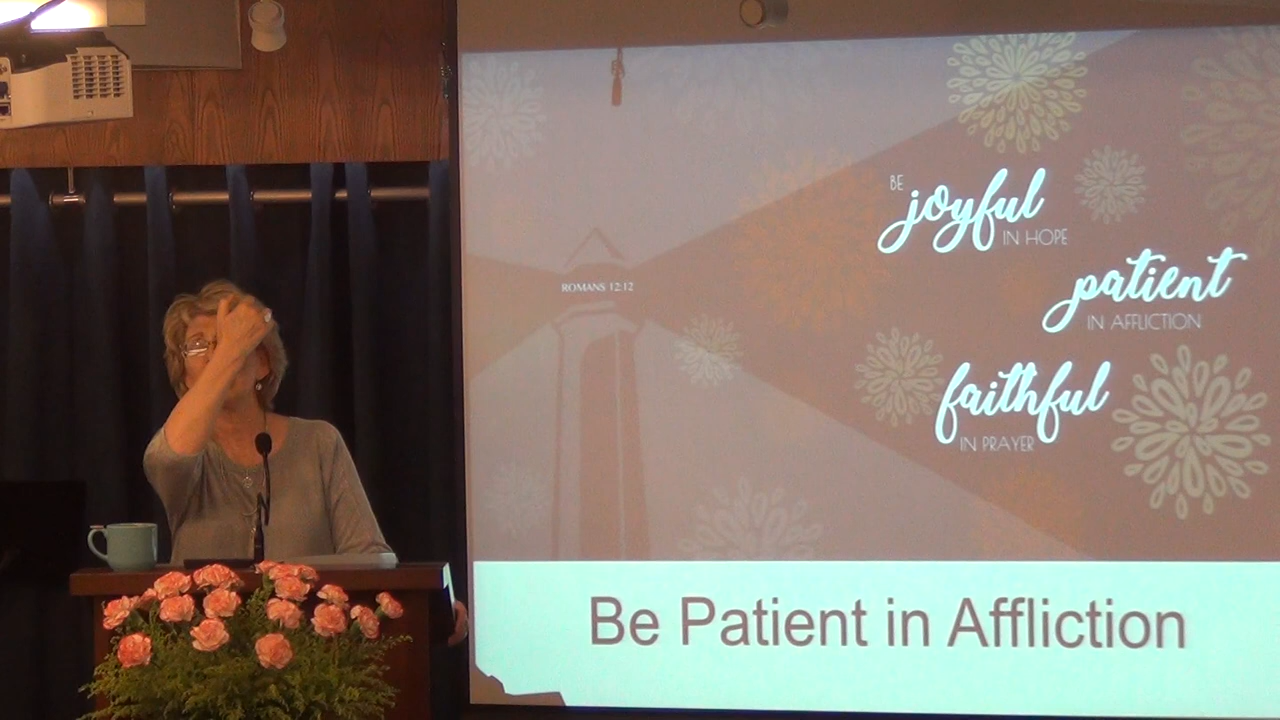 BE joyful
IN HOPE
patient
IN AFFLICTION
ROMANS 12:12
faithful
IN PRAYER
Be Patient in Affliction